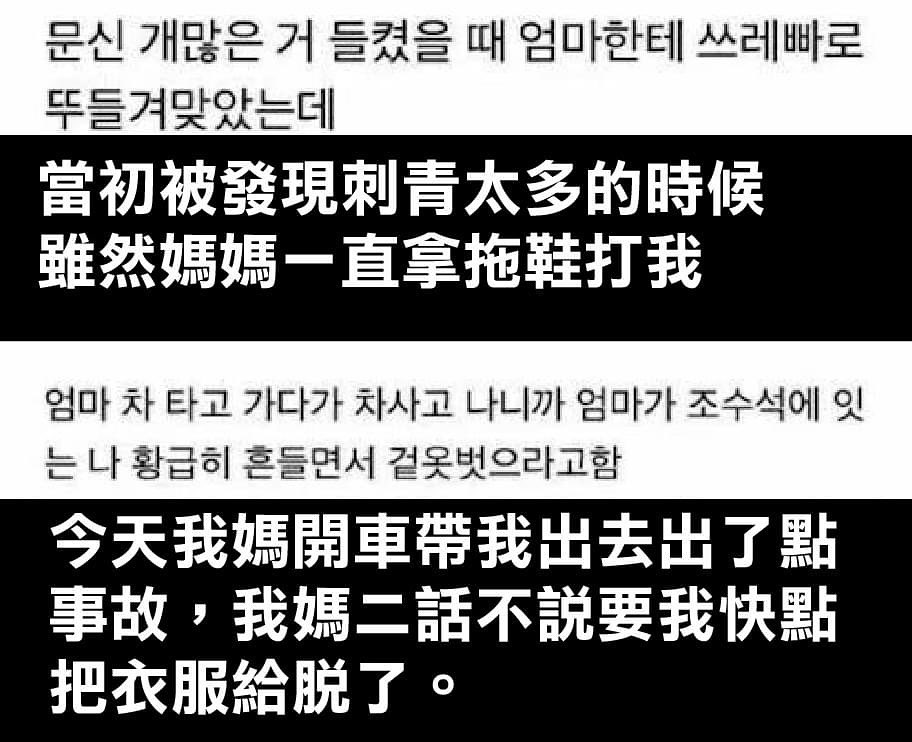 문신 개많은 거 들켰을 때 엄마한테 쓰레빠로
뚜들겨맞았는데
當初被發現刺青太多的時候
雖然媽媽一直拿拖鞋打我
엄마 차 타고 가다가 차사고 나니까 엄마가 조수석에 잇
는 나 황급히 흔들면서 겉옷벗으라고함
今天我媽開車帶我出去出了點
事故，我媽二話不說要我快點
把衣服給脫了。